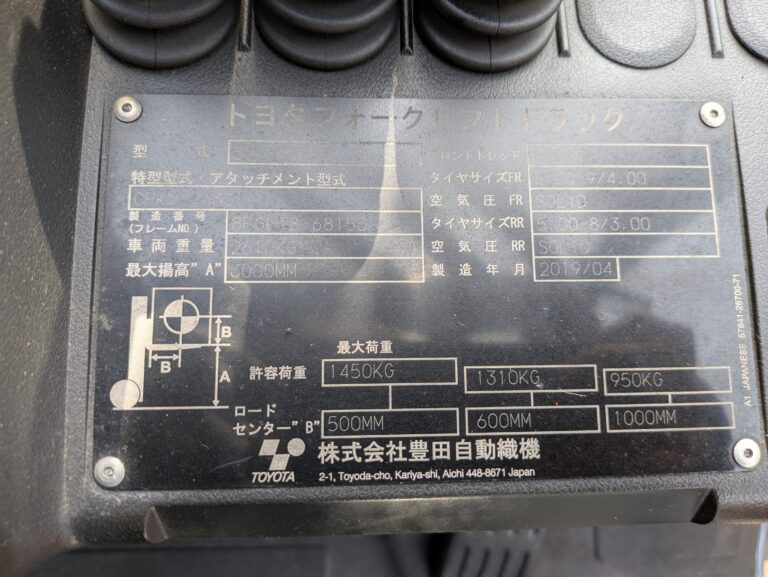 トヨタフォークリフトトラック
型 式
フロントトレッド
特型型式・アタッチメント型式
タイヤサイズFR 9/4.00
空気圧 FR SOLID
製造番号
(フレームNO.)
タイヤサイズRR 5.00-8/3.00
車両重量 2610KG
空気圧 RR SOLID
最大揚高"A" 3000MM
製造年月 2019/04
B
B
A
最大荷重
許容荷重 1450KG 1310KG 950KG
ロード
センター"B" 500MM 600MM 1000MM
TOYOTA
株式会社豊田自動織機
2-1, Toyoda-cho, Kariya-shi, Aichi 448-8671 Japan
A1 JAPANESE 57841-26700-71